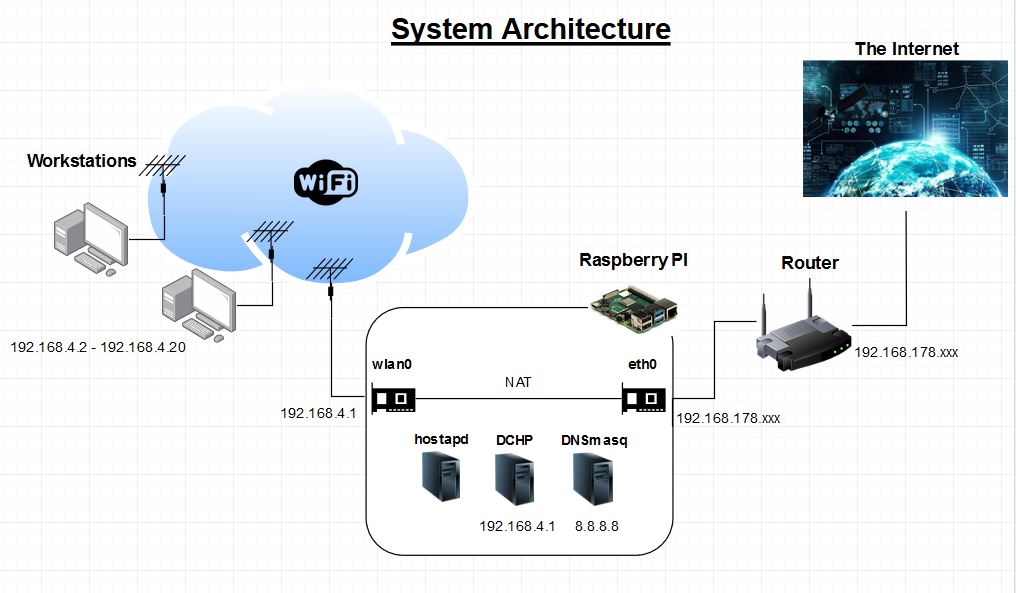 System Architecture
The Internet
Workstations
WiFi
Raspberry PI
Router
192.168.4.2 - 192.168.4.20
192.168.178.xxx
wlan0
eth0
NAT
192.168.4.1
192.168.178.xxx
hostapd
DCHP
DNSmasq
192.168.4.1
8.8.8.8